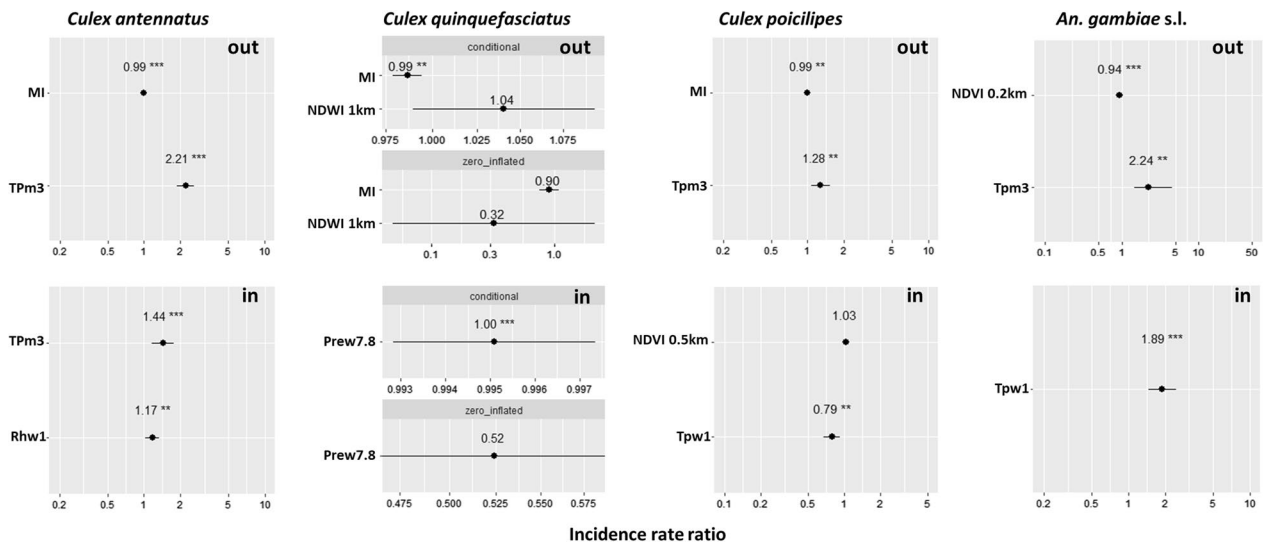 Culex antennatus
out
0.99 ***
MI
2.21 ***
TPm3
0.2 0.5 1 2 5 10
in
1.44 ***
TPm3
1.17 **
Rhw1
0.2 0.5 1 2 5 10
Culex quinquefasciatus
conditional
out
0.99 **
MI
1.04
NDWI 1km
0.975 1.000 1.025 1.050 1.075
zero_inflated
0.90
MI
0.32
NDWI 1km
0.1 0.3 1.0
conditional
in
1.00 ***
Prew7.8
0.993 0.994 0.995 0.996 0.997
zero_inflated
0.52
Prew7.8
0.475 0.500 0.525 0.550 0.575
Culex poicilipes
out
0.99 **
MI
1.28 **
Tpm3
0.2 0.5 1 2 5 10
in
1.03
NDVI 0.5km
0.79 **
Tpw1
0.1 0.2 0.5 1 2 5
An. gambiae s.l.
out
0.94 ***
NDVI 0.2km
2.24 **
Tpm3
0.1 0.5 1 5 10 50
in
1.89 ***
Tpw1
0.2 0.5 1 2 5 10
Incidence rate ratio